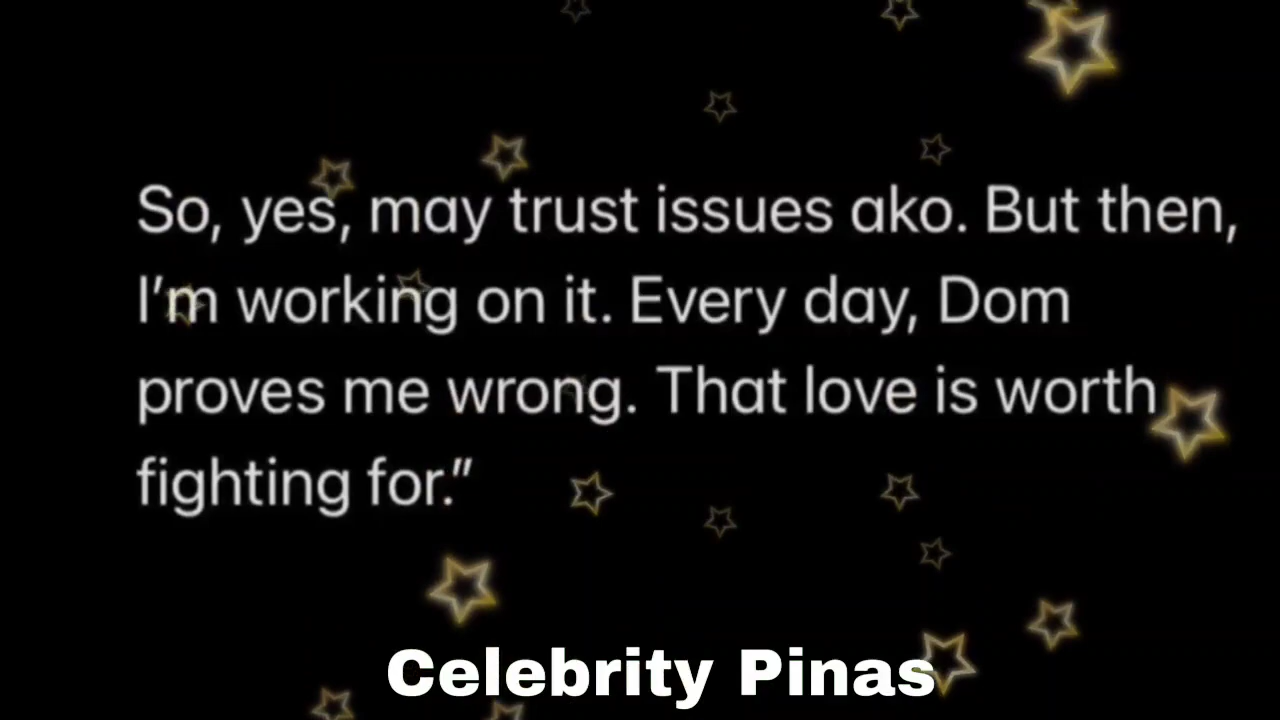 So, yes, may trust issues ako. But then,
I’m working on it. Every day, Dom
proves me wrong. That love is worth
fighting for.”
Celebrity Pinas